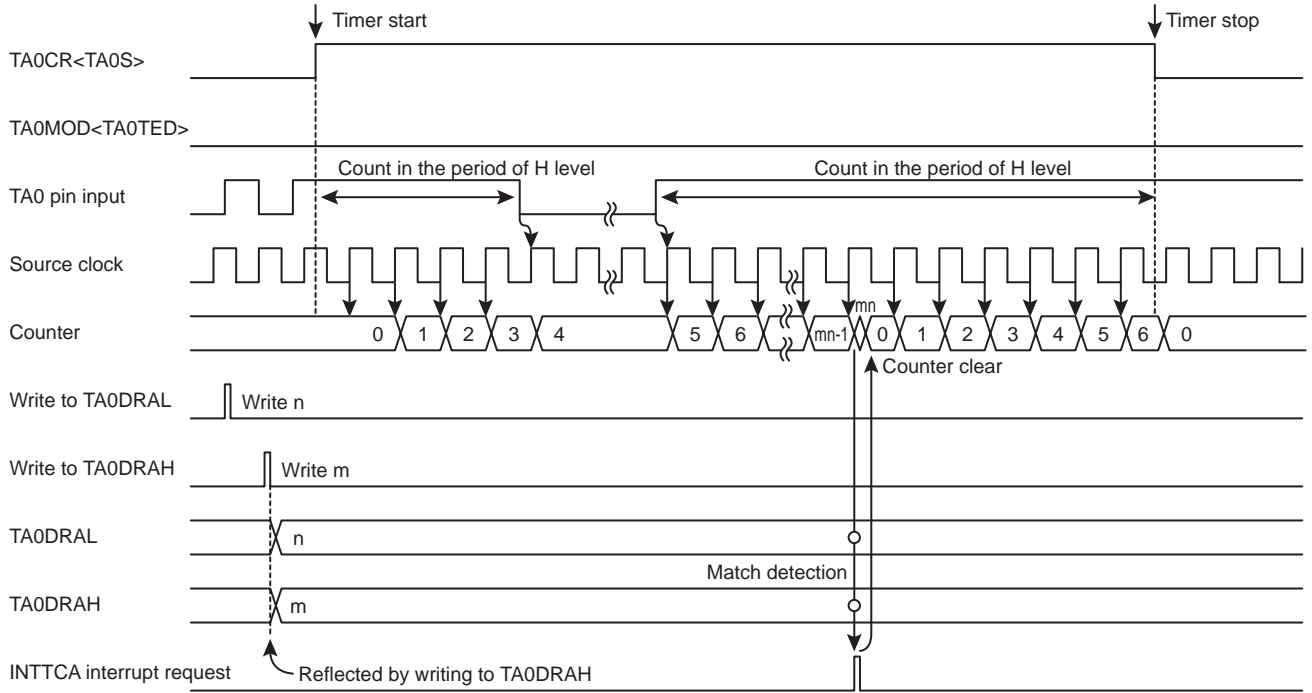 Timer start
Timer stop
TA0CR<TA0S>
TA0MOD<TA0TED>
Count in the period of H level
Count in the period of H level
TA0 pin input
Source clock
mn
Counter
0 1 2 3 4 5 6 mn-1 0 1 2 3 4 5 6 0
Counter clear
Write to TA0DRAL
Write n
Write to TA0DRAH
Write m
TA0DRAL
n
Match detection
TA0DRAH
m
INTTCA interrupt request
Reflected by writing to TA0DRAH